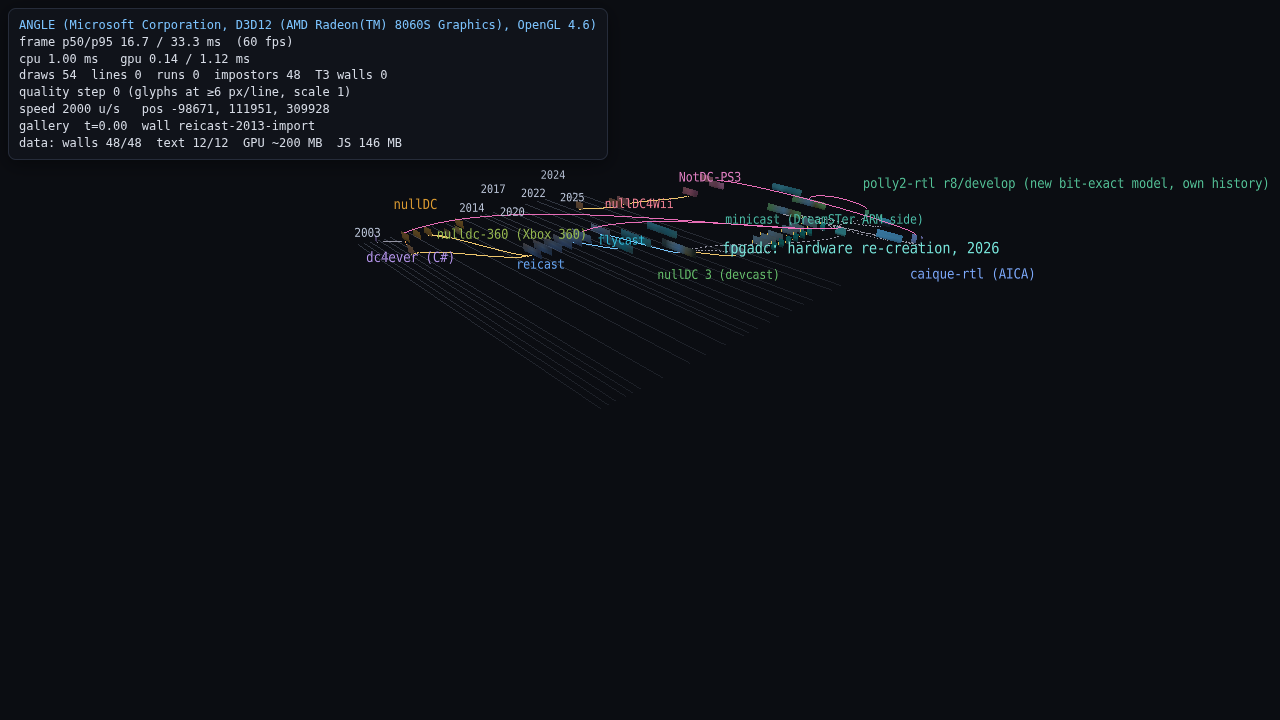 ANGLE (Microsoft Corporation, D3D12 (AMD Radeon(TM) 8060S Graphics), OpenGL 4.6)
frame p50/p95 16.7 / 33.3 ms  (60 fps)
cpu 1.00 ms   gpu 0.14 / 1.12 ms
draws 54  lines 0  runs 0  impostors 48  T3 walls 0
quality step 0 (glyphs at ≥6 px/line, scale 1)
speed 2000 u/s   pos -98671, 111951, 309928
gallery  t=0.00  wall reicast-2013-import
data: walls 48/48  text 12/12  GPU ~200 MB  JS 146 MB
2024
NotDC-PS3
polly2-rtl r8/develop (new bit-exact model, own history)
2017
2022
2025
nullDC
nullDC4Wii
2014
2020
minicast (DreamSTer ARM side)
2003
nulldc-360 (Xbox 360)
flycast
fpgadc: hardware re-creation, 2026
dc4ever (C#)
reicast
nullDC 3 (devcast)
caique-rtl (AICA)